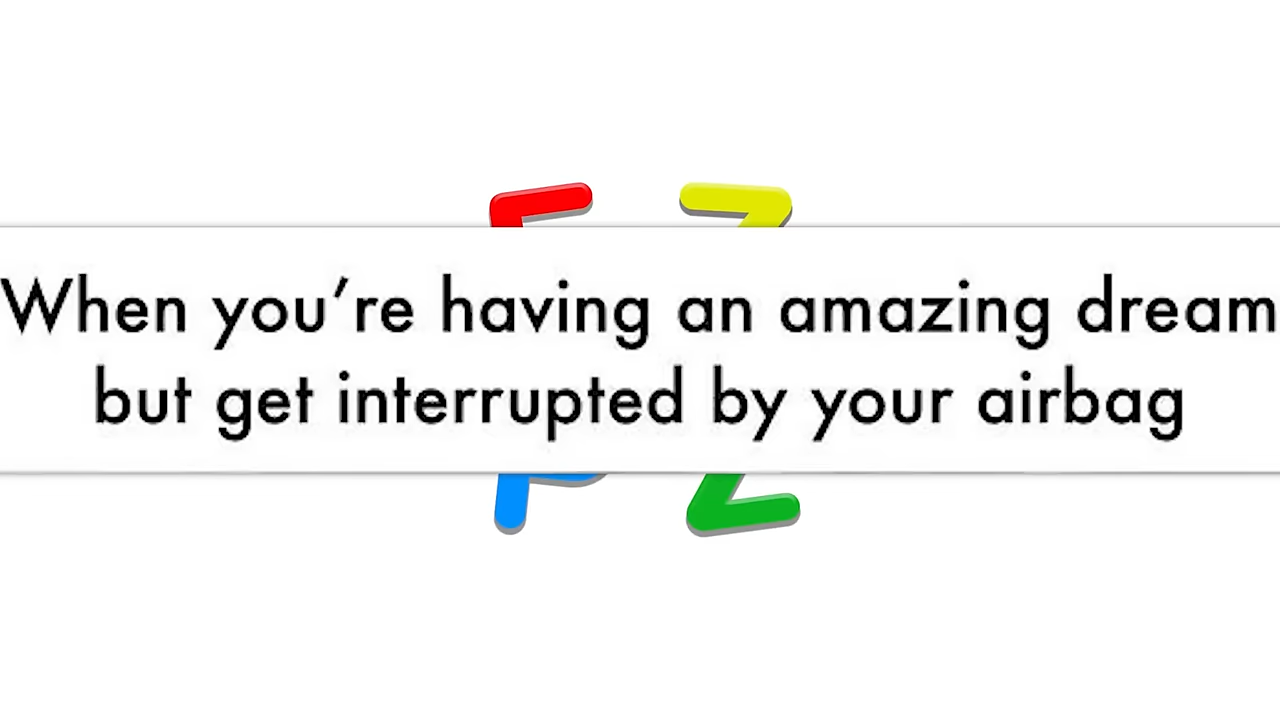 When you’re having an amazing dream
but get interrupted by your airbag